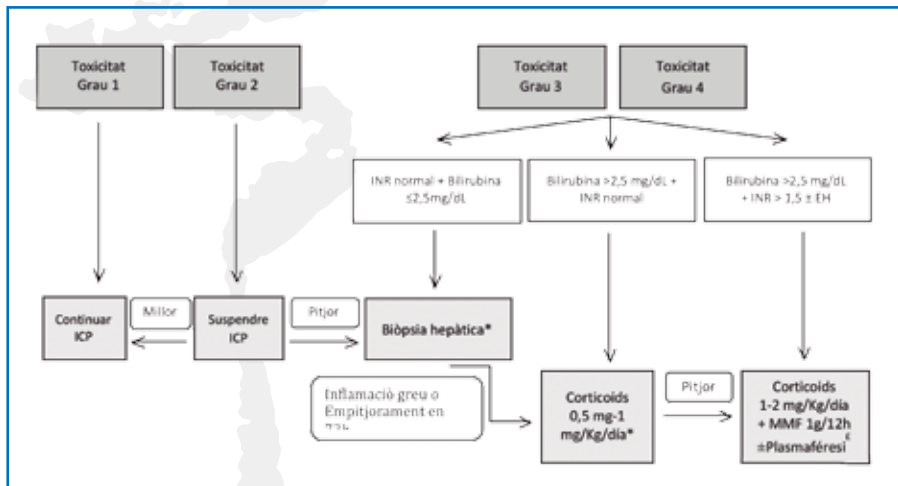 Toxicitat
Grau 1
Toxicitat
Grau 2
Toxicitat
Grau 3
Toxicitat
Grau 4
INR normal + Bilirubina
≤2,5mg/dL
Bilirubina >2,5 mg/dL +
INR normal
Bilirubina >2,5 mg/dL
+ INR > 1,5 ± EH
Continuar
ICP
Millor
Suspendre
ICP
Pitjor
Biòpsia hepàtica*
Inflamació greu o
Empitjorament en
Corticoids
0,5 mg-1
mg/Kg/día*
Pitjor
Corticoids
1-2 mg/Kg/día
+ MMF 1g/12h
±Plasmaféresi